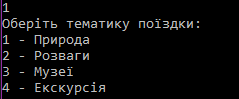 1
Оберіть тематику поїздки:
1 - Природа
2 - Розваги
3 - Музеї
4 - Екскурсія